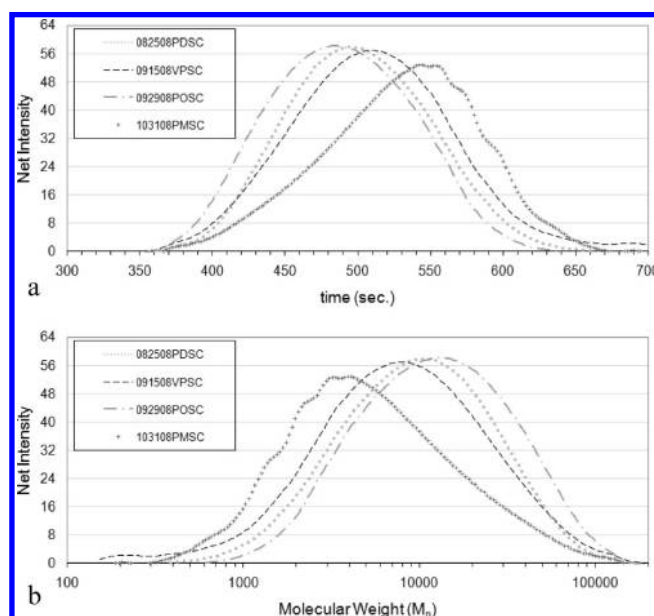 64
56
48
40
32
24
16
8
0
Net Intensity
082508PDSC
091508VPSC
092908POSC
103108PMSC
300 350 400 450 500 550 600 650 700
a
time (sec.)
64
56
48
40
32
24
16
8
0
Net Intensity
082508PDSC
091508VPSC
092908POSC
103108PMSC
100 1000 10000 100000
b
Molecular Weight (Mn)